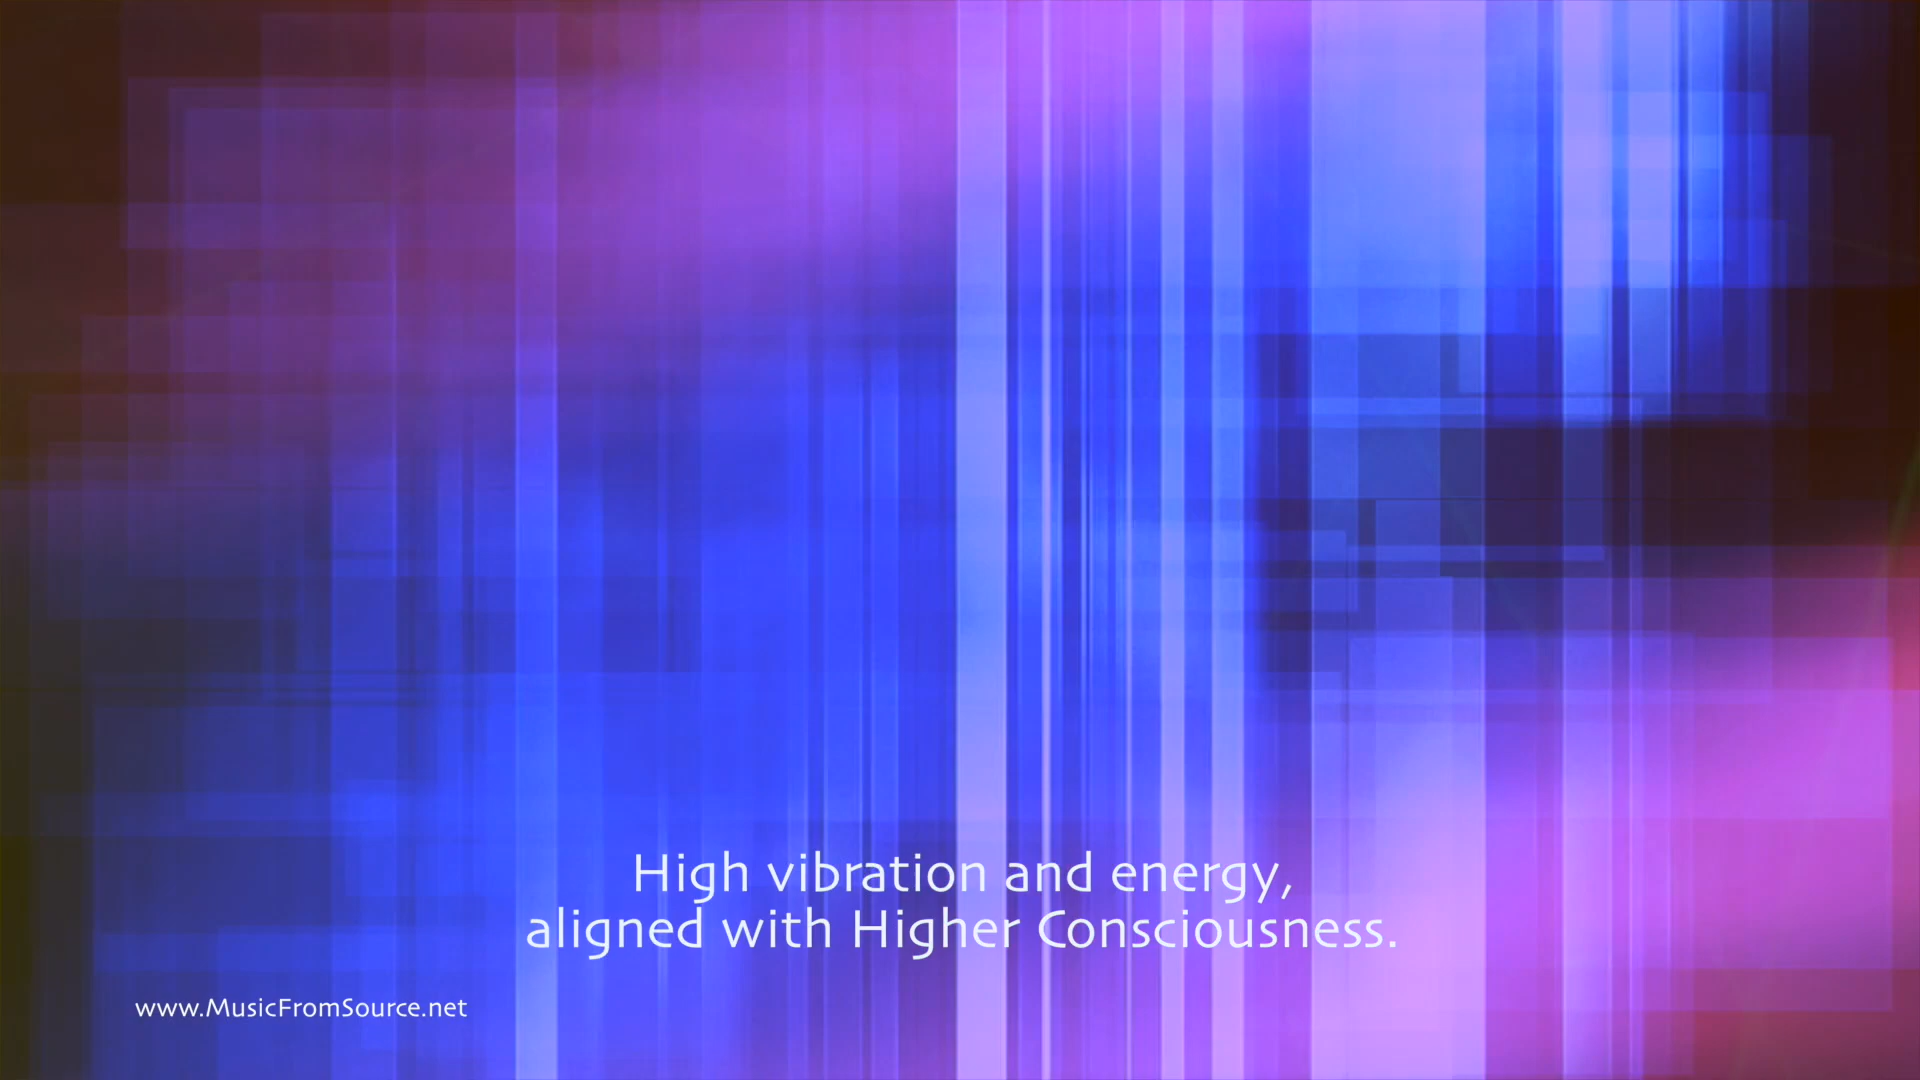 High vibration and energy,
aligned with Higher Consciousness.
www.MusicFromSource.net